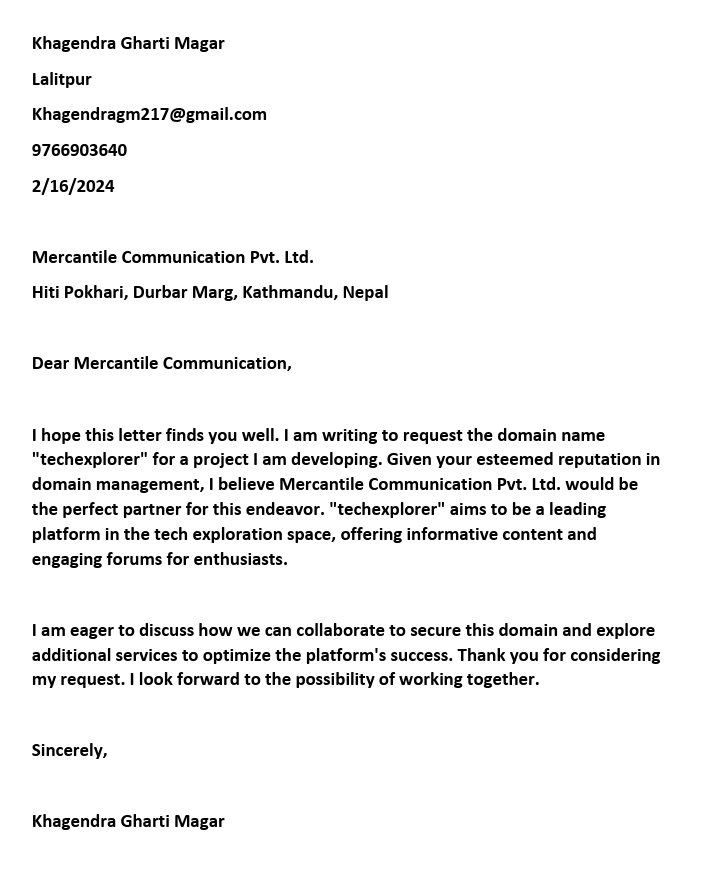 Khagendra Gharti Magar
Lalitpur
Khagendragm217@gmail.com
9766903640
2/16/2024
Mercantile Communication Pvt. Ltd.
Hiti Pokhari, Durbar Marg, Kathmandu, Nepal
Dear Mercantile Communication,
I hope this letter finds you well. I am writing to request the domain name
"techexplorer" for a project I am developing. Given your esteemed reputation in
domain management, I believe Mercantile Communication Pvt. Ltd. would be
the perfect partner for this endeavor. "techexplorer" aims to be a leading
platform in the tech exploration space, offering informative content and
engaging forums for enthusiasts.
I am eager to discuss how we can collaborate to secure this domain and explore
additional services to optimize the platform's success. Thank you for considering
my request. I look forward to the possibility of working together.
Sincerely,
Khagendra Gharti Magar